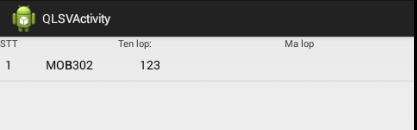 QLSVActivity
STT Ten lop: Ma lop
1 MOB302 123